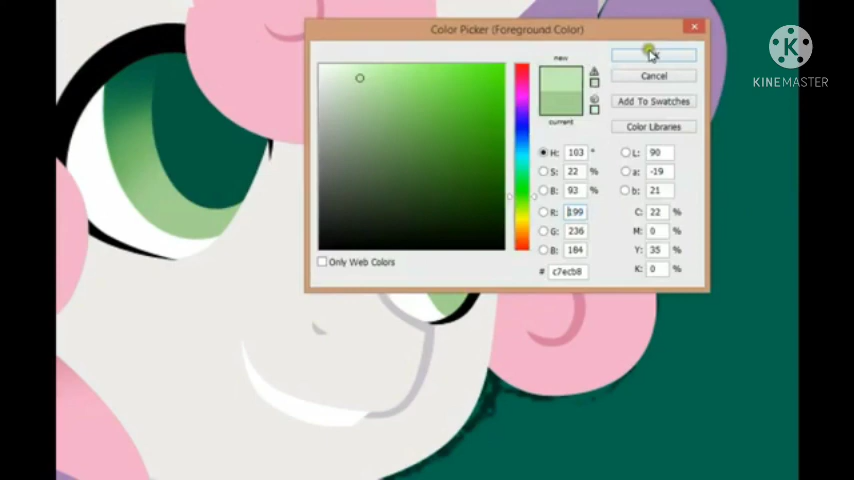 Color Picker (Foreground Color)
new
current
Cancel
Add To Swatches
Color Libraries
H: 103 °
S: 22 %
B: 93 %
R: 199
G: 236
B: 184
# c7ecb8
L: 90
a: -19
b: 21
C: 22 %
M: 0 %
Y: 35 %
K: 0 %
Only Web Colors
K
KINEMASTER